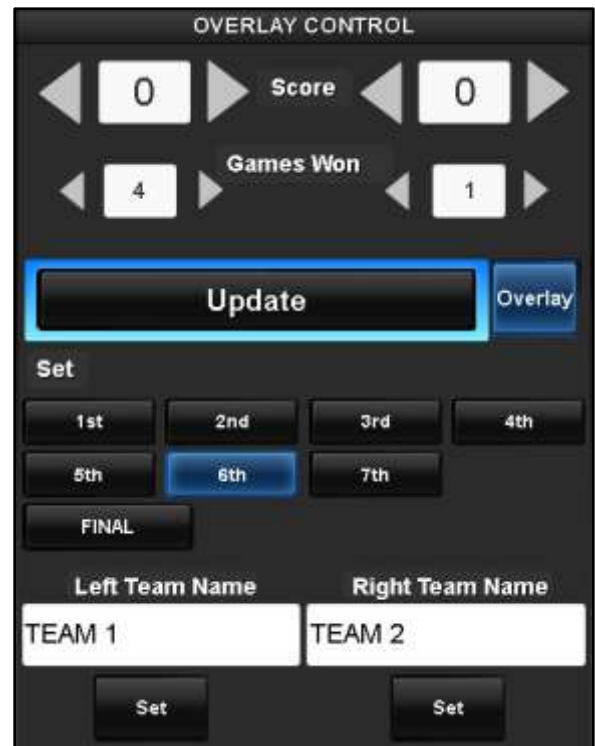 OVERLAY CONTROL
0 Score 0
Games Won
4 1
Update Overlay
Set
1st 2nd 3rd 4th
5th 6th 7th
FINAL
Left Team Name Right Team Name
TEAM 1 TEAM 2
Set Set